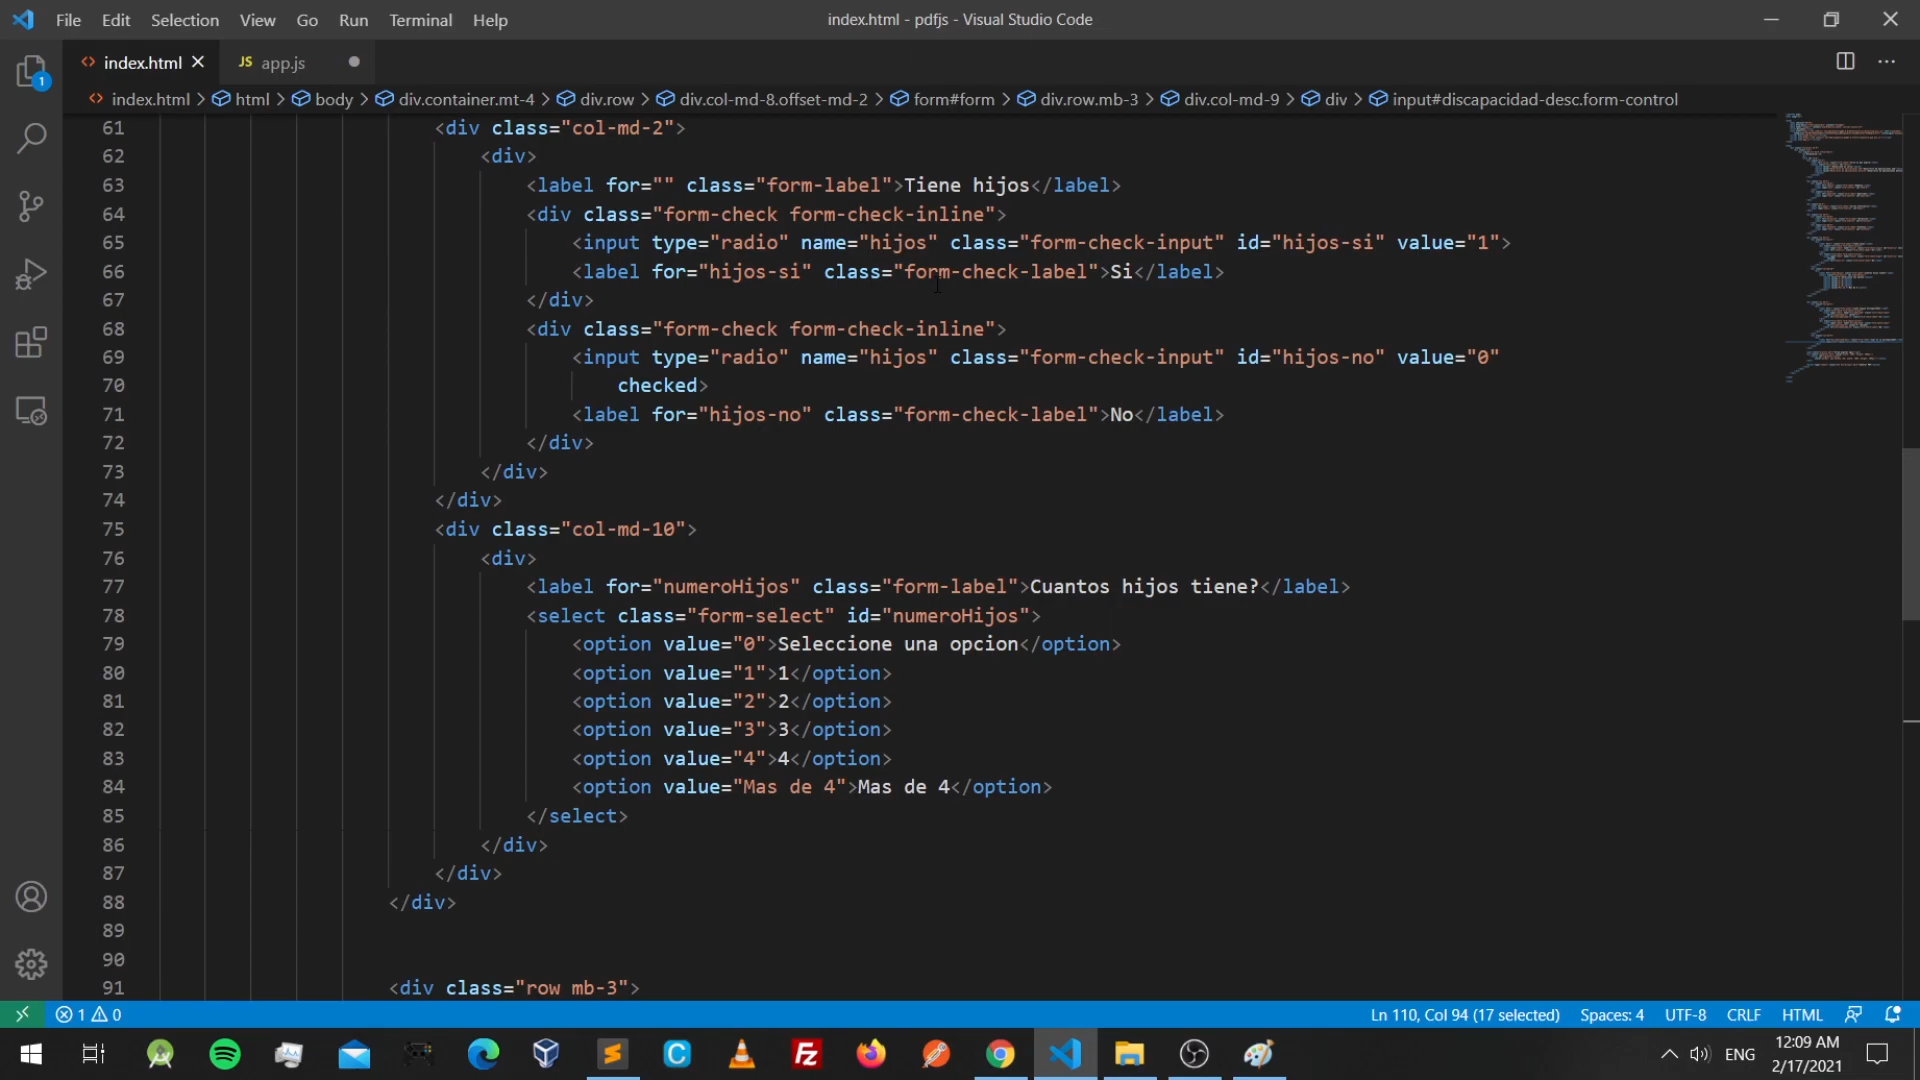 File Edit Selection View Go Run Terminal Help
index.html - pdfjs - Visual Studio Code
<> index.html ×
JS app.js ●
1
<> index.html > html > body > div.container.mt-4 > div.row > div.col-md-8.offset-md-2 > form#form > div.row.mb-3 > div.col-md-9 > div > input#discapacidad-desc.form-control
61 <div class="col-md-2">
62 <div>
63 <label for="" class="form-label">Tiene hijos</label>
64 <div class="form-check form-check-inline">
65 <input type="radio" name="hijos" class="form-check-input" id="hijos-si" value="1">
66 <label for="hijos-si" class="form-check-label">Si</label>
67 </div>
68 <div class="form-check form-check-inline">
69 <input type="radio" name="hijos" class="form-check-input" id="hijos-no" value="0"
70 checked>
71 <label for="hijos-no" class="form-check-label">No</label>
72 </div>
73 </div>
74 </div>
75 <div class="col-md-10">
76 <div>
77 <label for="numeroHijos" class="form-label">Cuantos hijos tiene?</label>
78 <select class="form-select" id="numeroHijos">
79 <option value="0">Seleccione una opcion</option>
80 <option value="1">1</option>
81 <option value="2">2</option>
82 <option value="3">3</option>
83 <option value="4">4</option>
84 <option value="Mas de 4">Mas de 4</option>
85 </select>
86 </div>
87 </div>
88 </div>
89
90
91 <div class="row mb-3">
1 0
Ln 110, Col 94 (17 selected) Spaces: 4 UTF-8 CRLF HTML
ENG
12:09 AM
2/17/2021